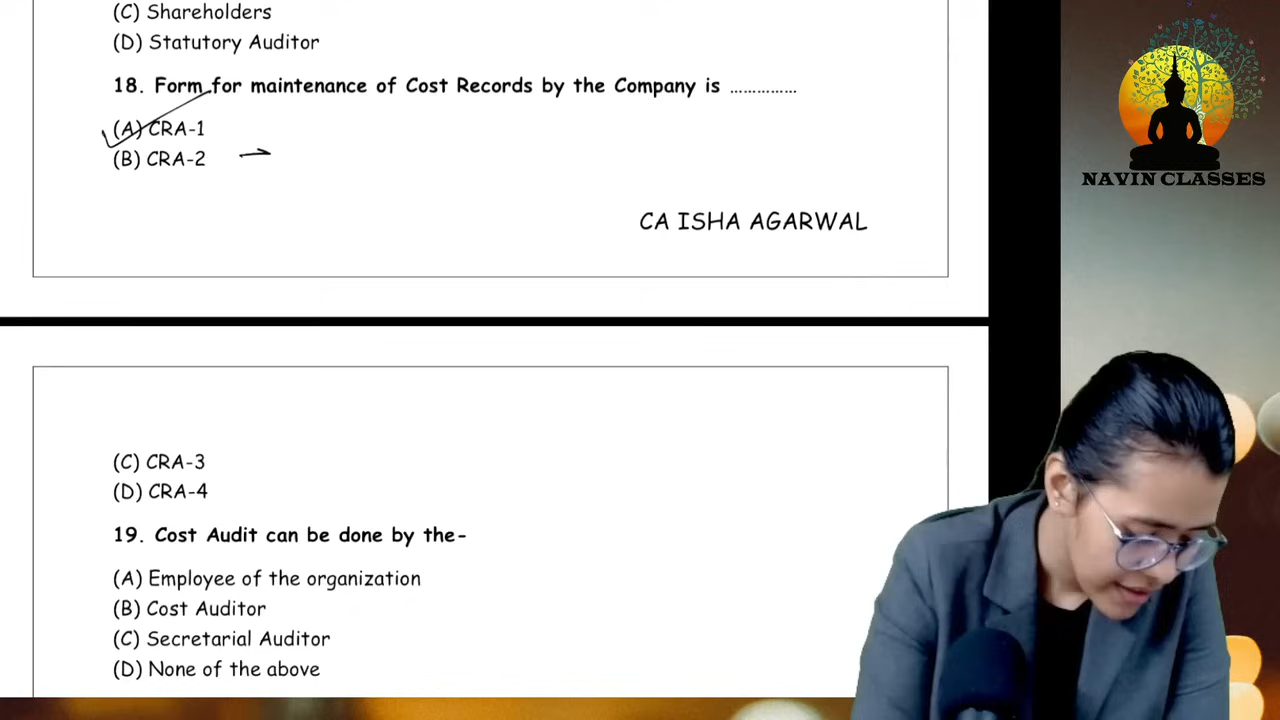 (C) Shareholders
(D) Statutory Auditor
18. Form for maintenance of Cost Records by the Company is ...............
(A) CRA-1
(B) CRA-2
CA ISHA AGARWAL
(C) CRA-3
(D) CRA-4
19. Cost Audit can be done by the-
(A) Employee of the organization
(B) Cost Auditor
(C) Secretarial Auditor
(D) None of the above
NAVIN CLASSES